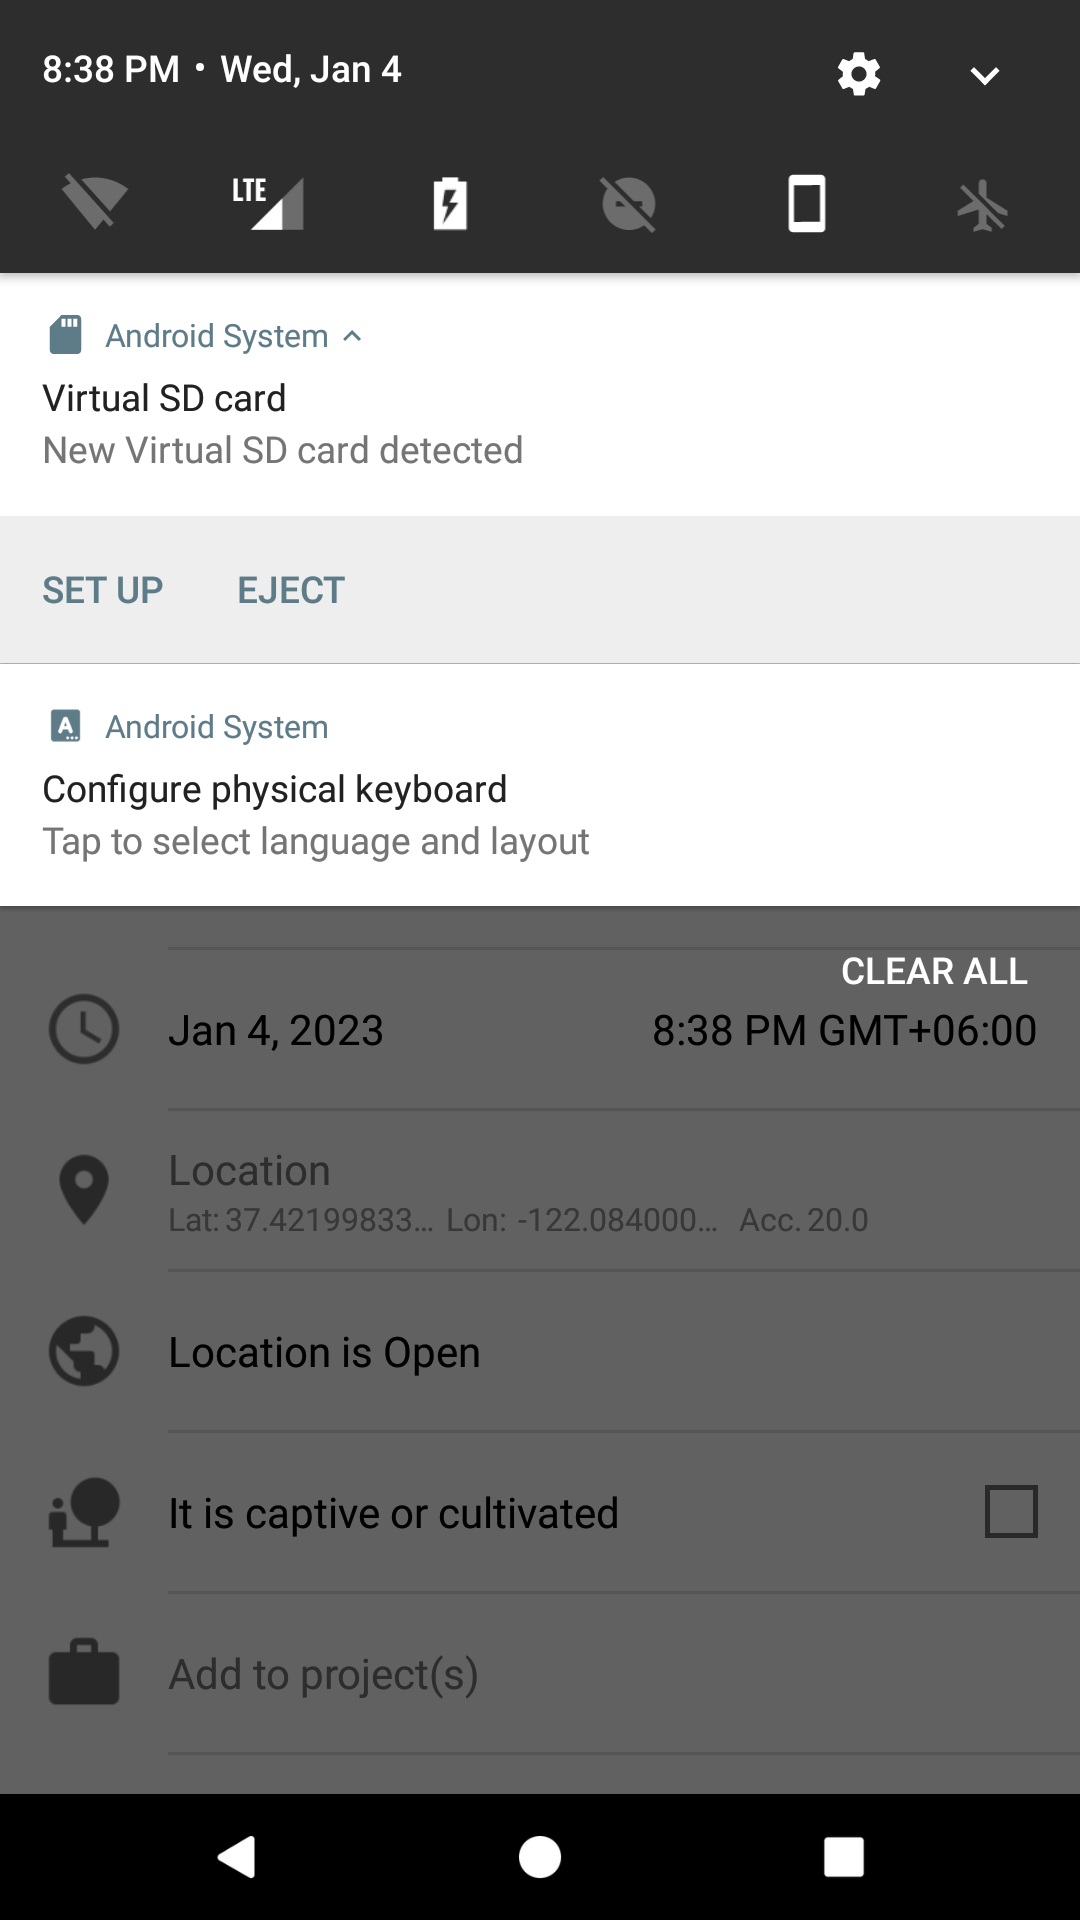 8:38 PM • Wed, Jan 4
LTE
Android System
Virtual SD card
New Virtual SD card detected
SET UP EJECT
A
Android System
Configure physical keyboard
Tap to select language and layout
CLEAR ALL
Jan 4, 2023 8:38 PM GMT+06:00
Location
Lat: 37.42199833... Lon: -122.084000... Acc. 20.0
Location is Open
It is captive or cultivated
Add to project(s)